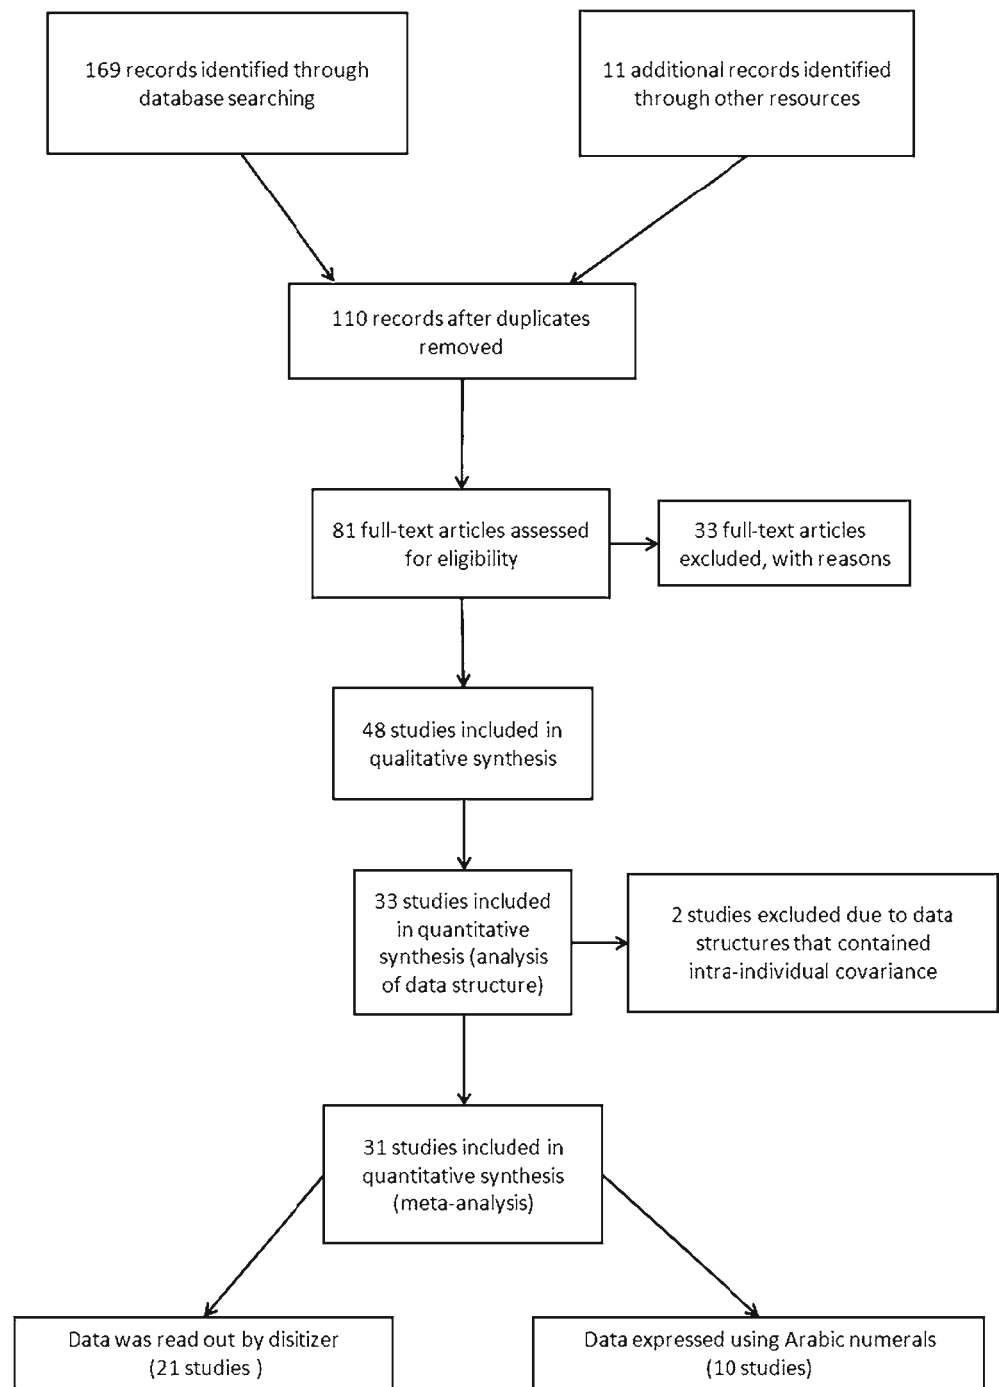 169 records identified through
database searching
11 additional records identified
through other resources
110 records after duplicates
removed
81 full-text articles assessed
for eligibility
33 full-text articles
excluded, with reasons
48 studies included in
qualitative synthesis
33 studies included
in quantitative
synthesis (analysis
of data structure)
2 studies excluded due to data
structures that contained
intra-individual covariance
31 studies included in
quantitative synthesis
(meta-analysis)
Data was read out by disitizer
(21 studies )
Data expressed using Arabic numerals
(10 studies)